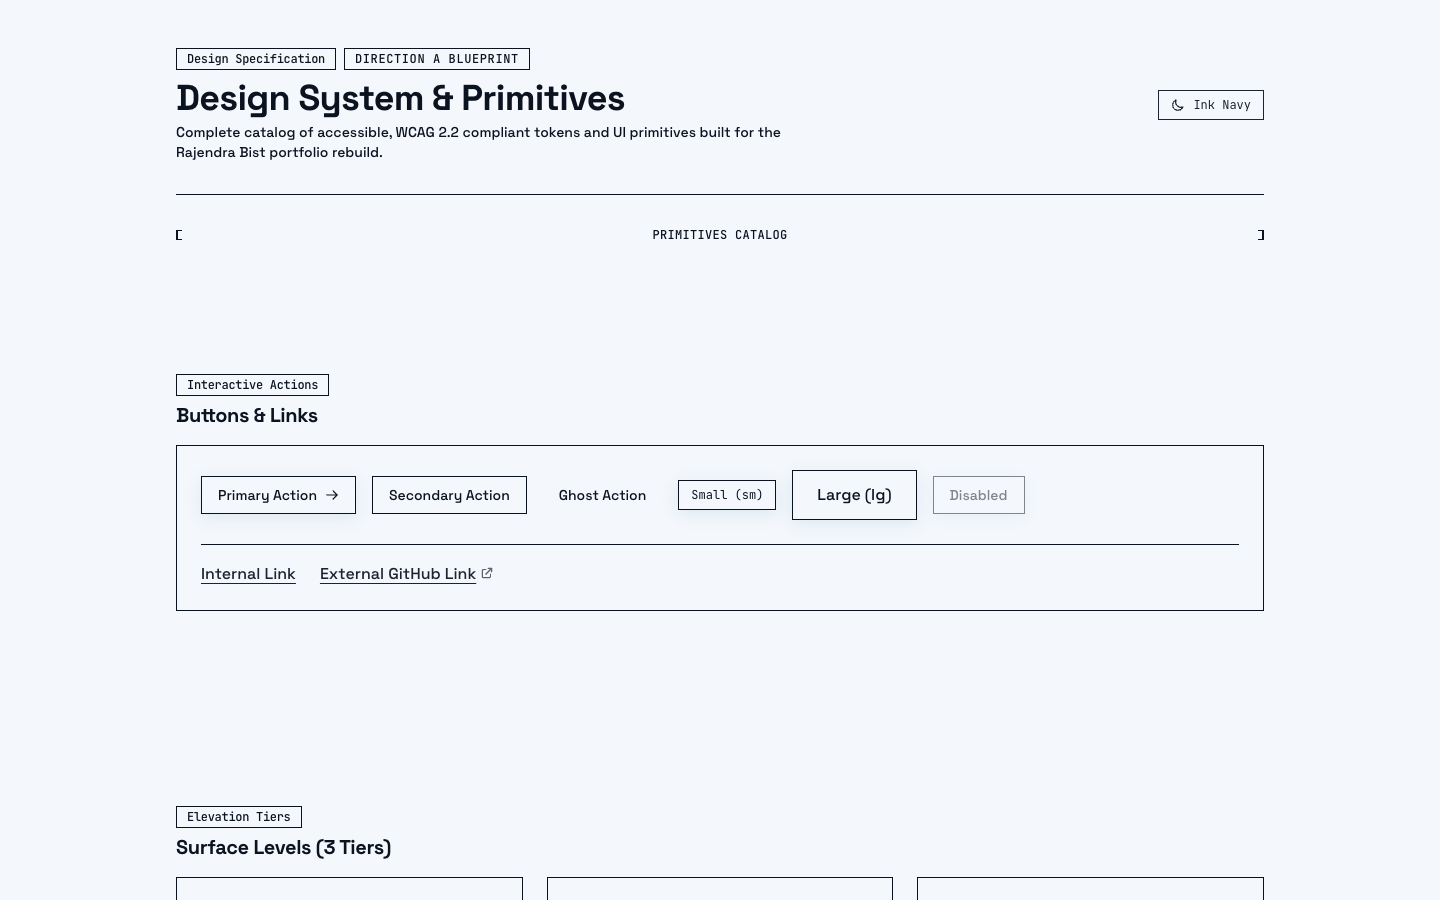 Design Specification
DIRECTION A BLUEPRINT
Design System & Primitives
Complete catalog of accessible, WCAG 2.2 compliant tokens and UI primitives built for the
Rajendra Bist portfolio rebuild.
Ink Navy
PRIMITIVES CATALOG
Interactive Actions
Buttons & Links
Primary Action →
Secondary Action
Ghost Action
Small (sm)
Large (lg)
Disabled
Internal Link
External GitHub Link
Elevation Tiers
Surface Levels (3 Tiers)